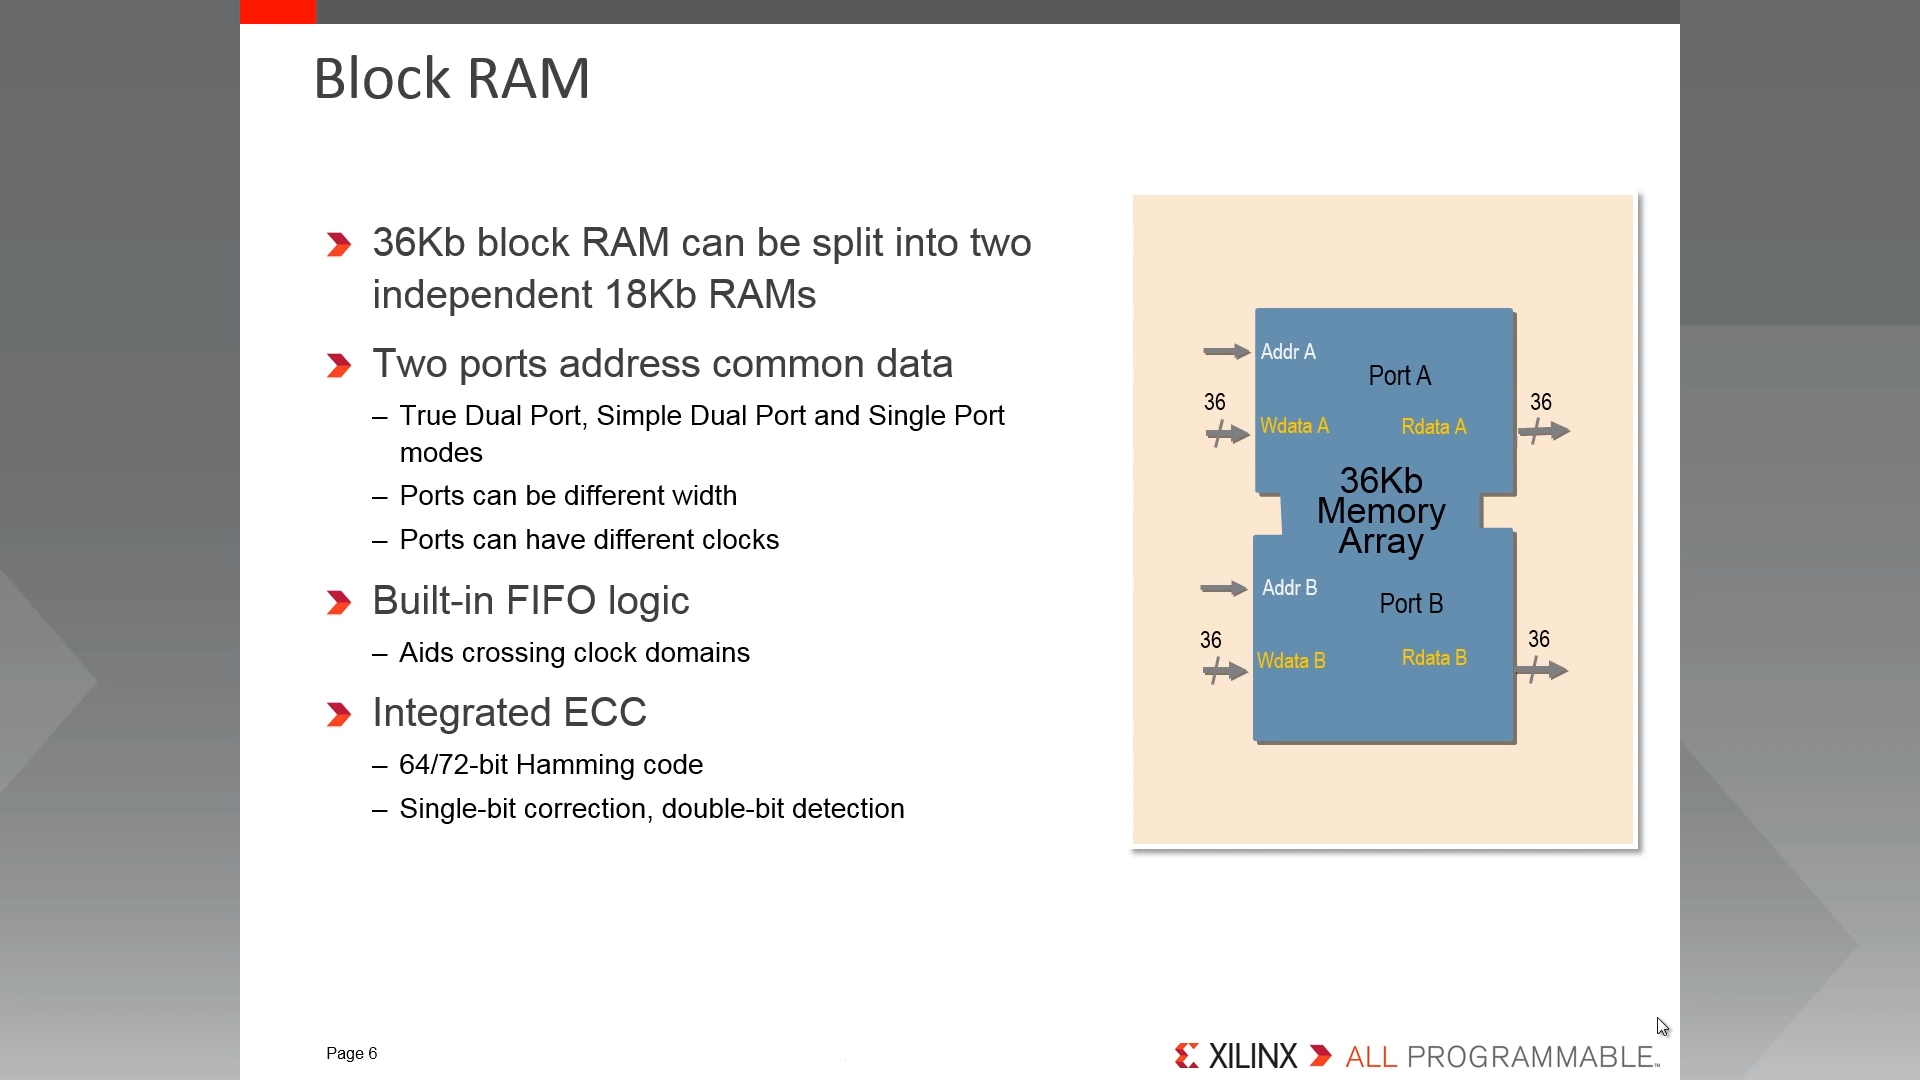 Block RAM
36Kb block RAM can be split into two
independent 18Kb RAMs
Two ports address common data
– True Dual Port, Simple Dual Port and Single Port
modes
– Ports can be different width
– Ports can have different clocks
Built-in FIFO logic
– Aids crossing clock domains
Integrated ECC
– 64/72-bit Hamming code
– Single-bit correction, double-bit detection
Addr A
Port A
36
36
Wdata A
Rdata A
36Kb
Memory
Array
Addr B
Port B
36
36
Wdata B
Rdata B
Page 6
XILINX ALL PROGRAMMABLE™